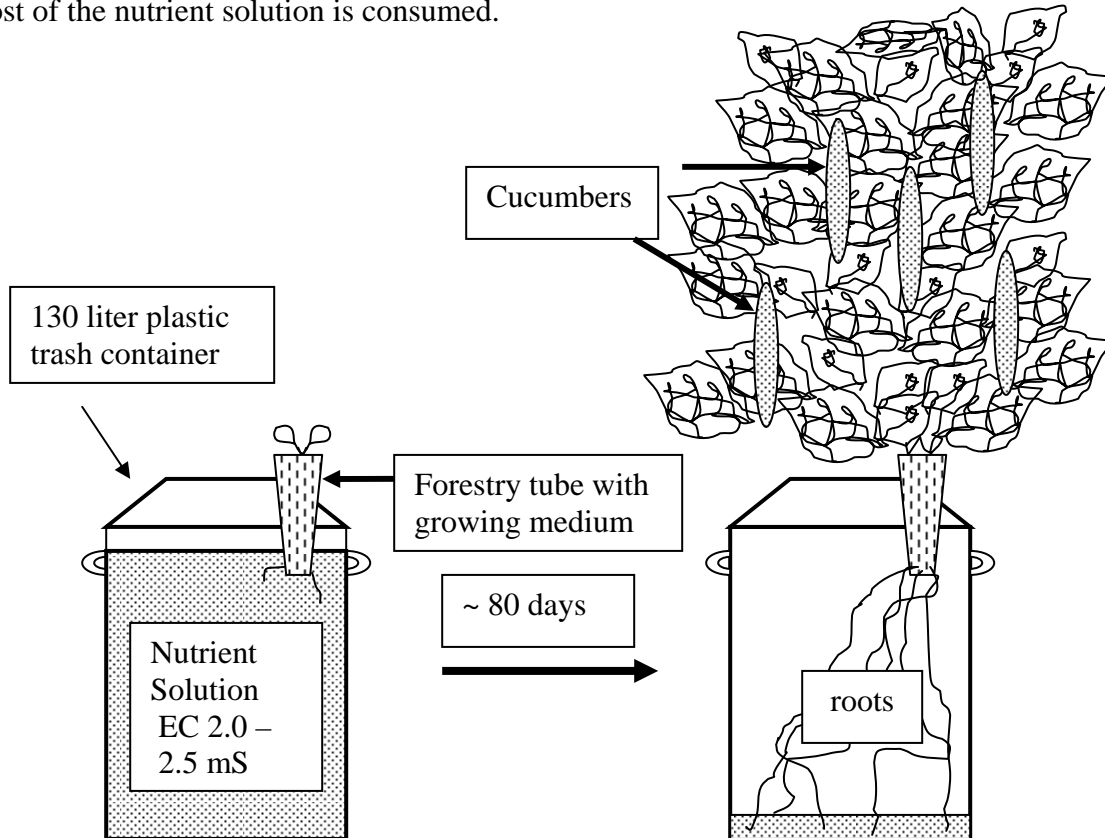 ost of the nutrient solution is consumed.
Cucumbers
130 liter plastic
trash container
Forestry tube with
growing medium
~ 80 days
Nutrient
Solution
EC 2.0 –
2.5 mS
roots